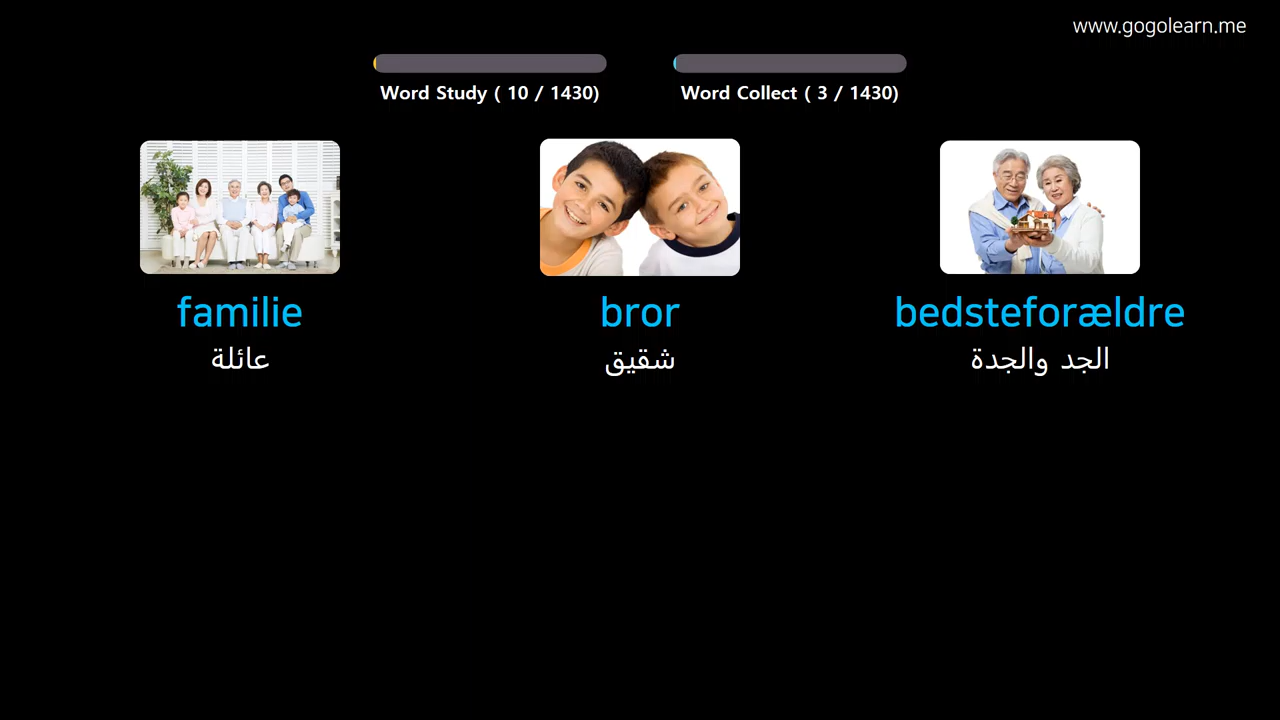 www.gogolearn.me
Word Study ( 10 / 1430)
Word Collect ( 3 / 1430)
familie
عائلة
bror
شقيق
bedsteforældre
الجد والجدة